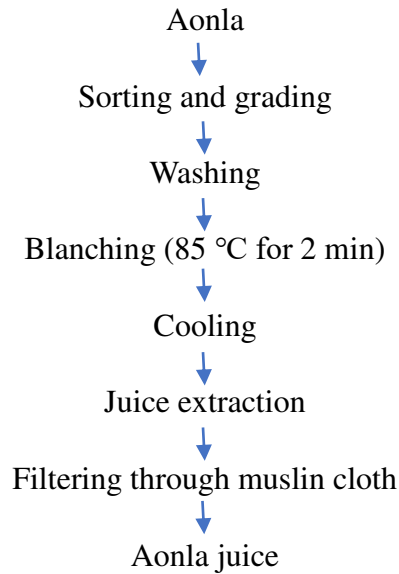 Aonla
Sorting and grading
Washing
Blanching (85 ℃ for 2 min)
Cooling
Juice extraction
Filtering through muslin cloth
Aonla juice